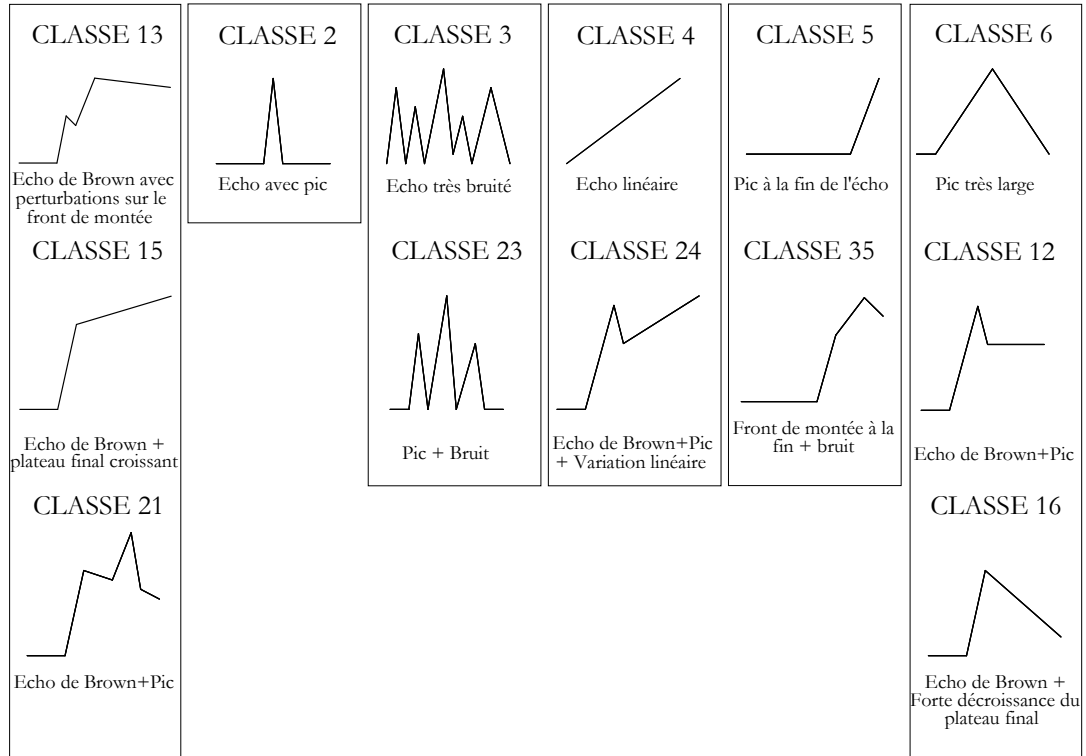 CLASSE 13
Echo de Brown avec
perturbations sur le
front de montée
CLASSE 15
Echo de Brown +
plateau final croissant
CLASSE 21
Echo de Brown+Pic
CLASSE 2
Echo avec pic
CLASSE 3
Echo très bruité
CLASSE 23
Pic + Bruit
CLASSE 4
Echo linéaire
CLASSE 24
Echo de Brown+Pic
+ Variation linéaire
CLASSE 5
Pic à la fin de l'écho
CLASSE 35
Front de montée à la
fin + bruit
CLASSE 6
Pic très large
CLASSE 12
Echo de Brown+Pic
CLASSE 16
Echo de Brown +
Forte décroissance du
plateau final